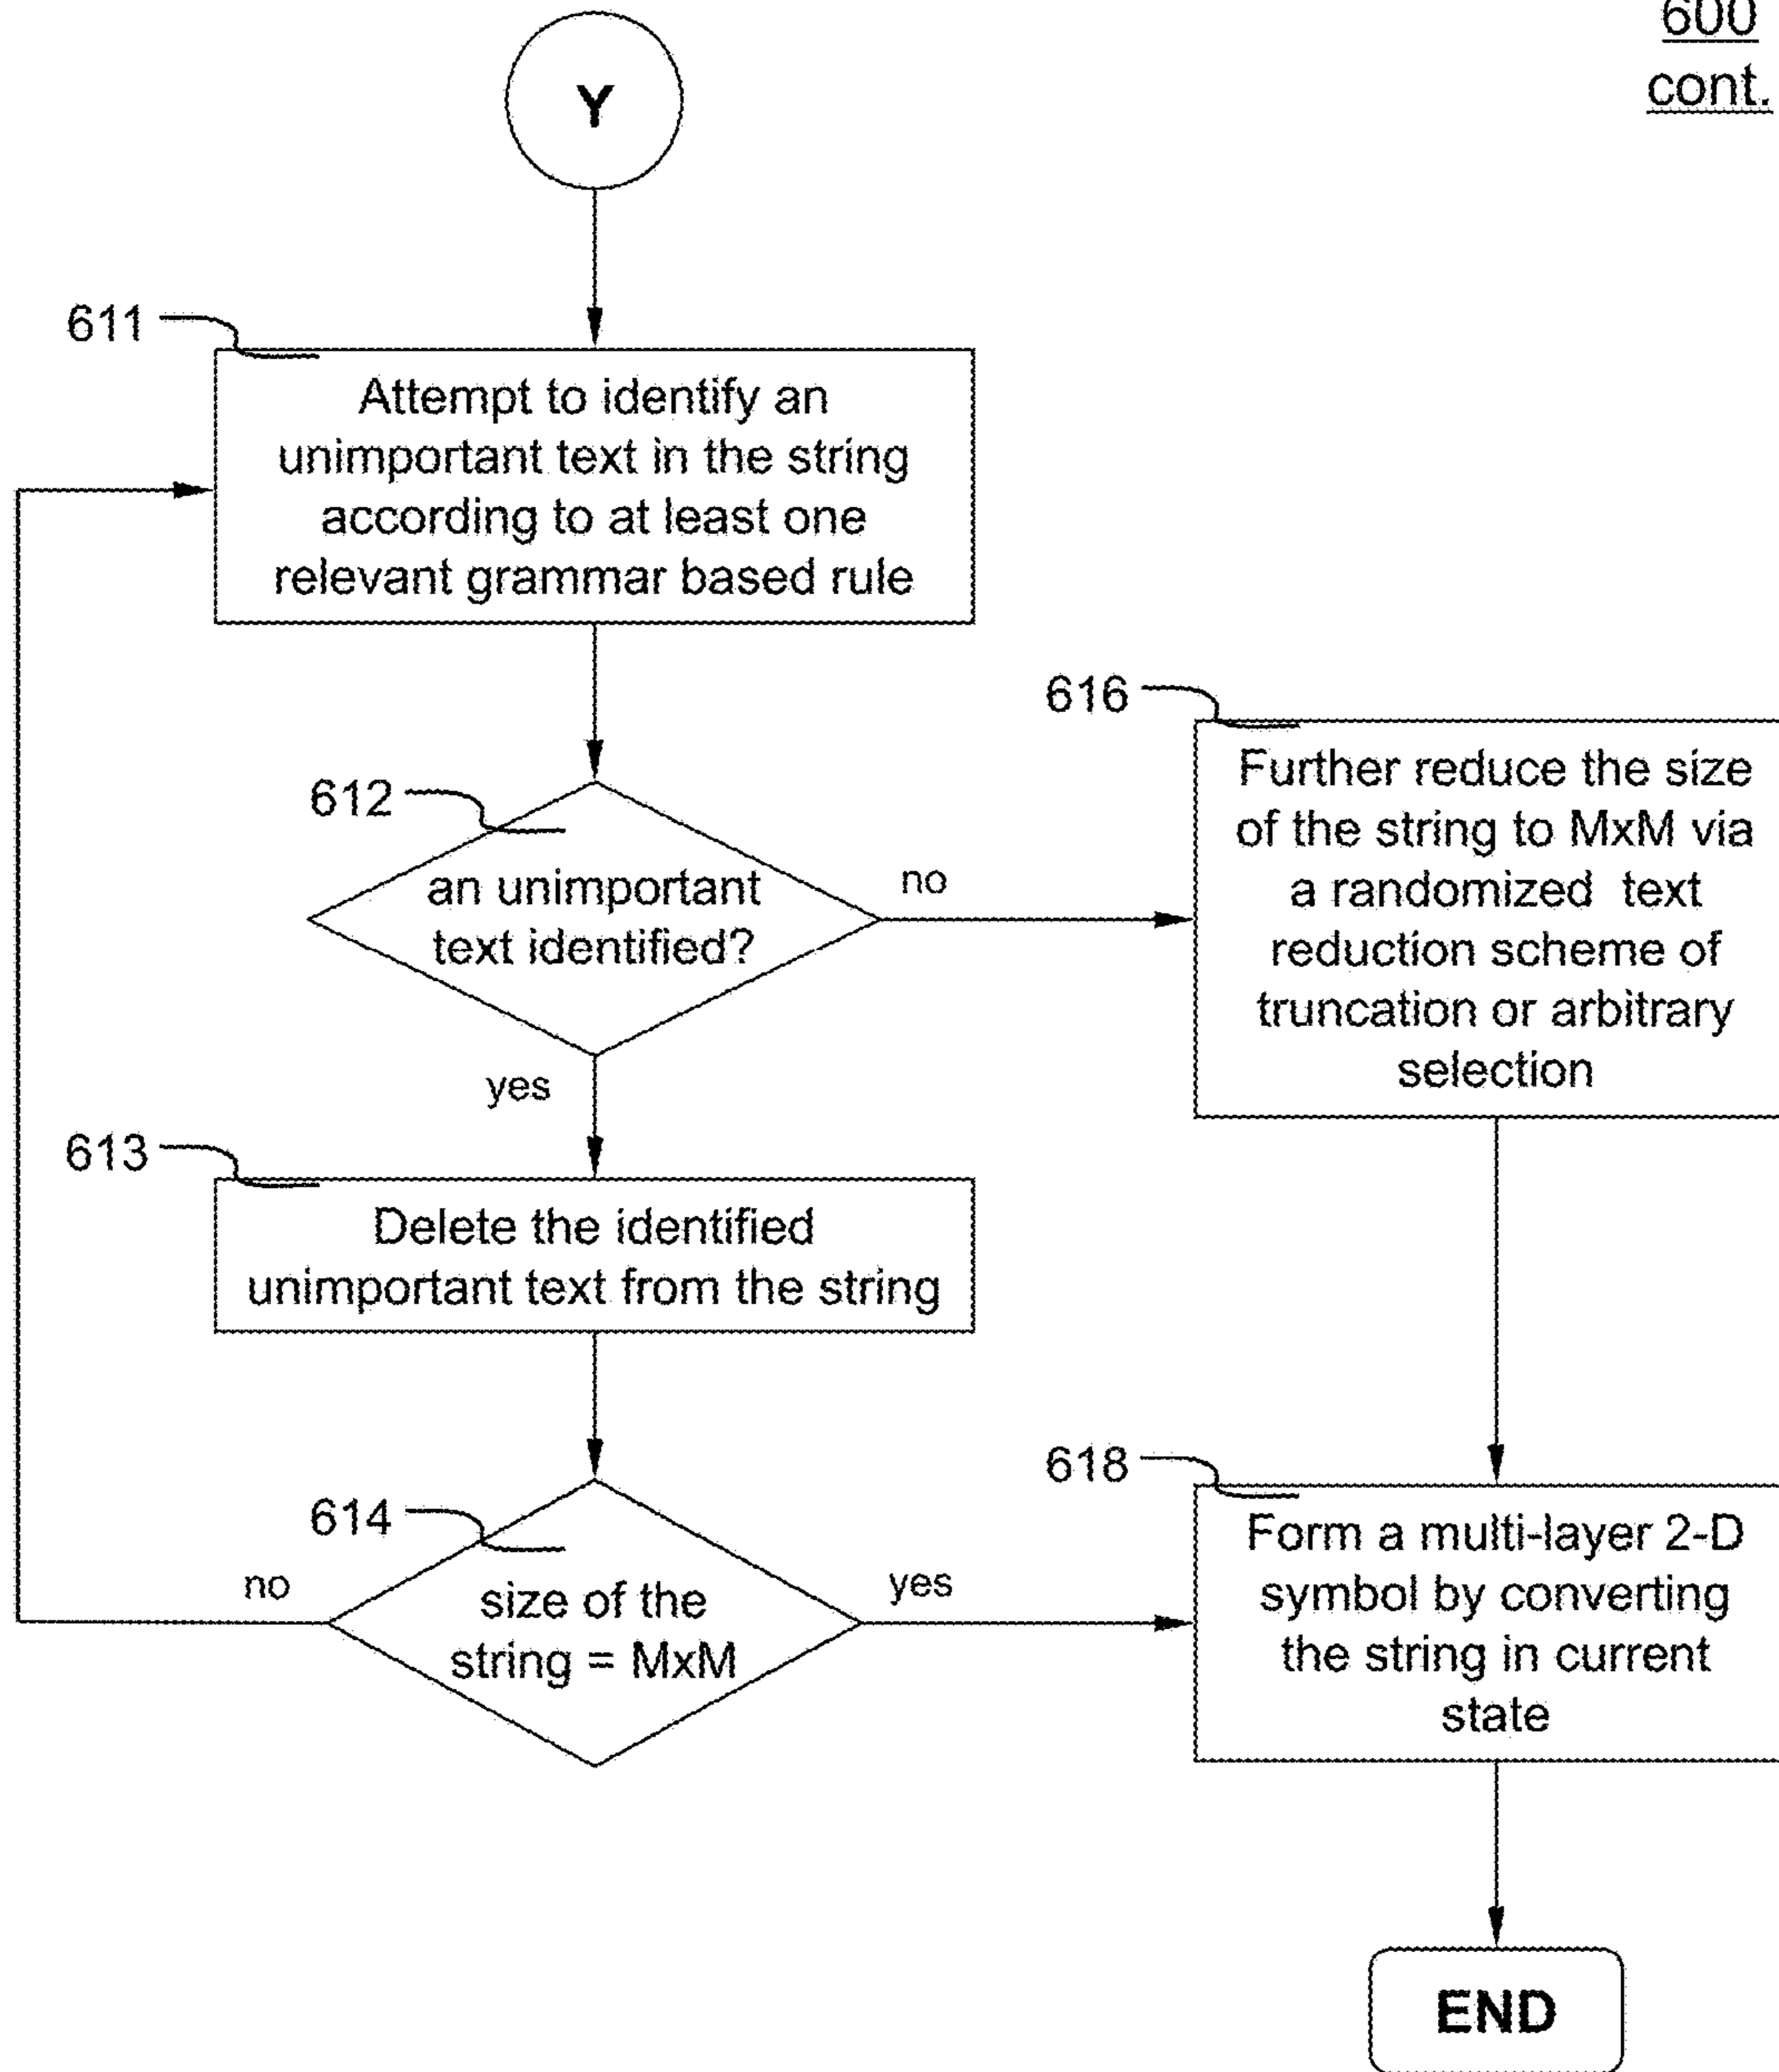 600
cont.
Y
611
Attempt to identify an
unimportant text in the string
according to at least one
relevant grammar based rule
612
an unimportant
text identified?
no
yes
616
Further reduce the size
of the string to MxM via
a randomized text
reduction scheme of
truncation or arbitrary
selection
613
Delete the identified
unimportant text from the string
614
size of the
string = MxM
no
yes
618
Form a multi-layer 2-D
symbol by converting
the string in current
state
END